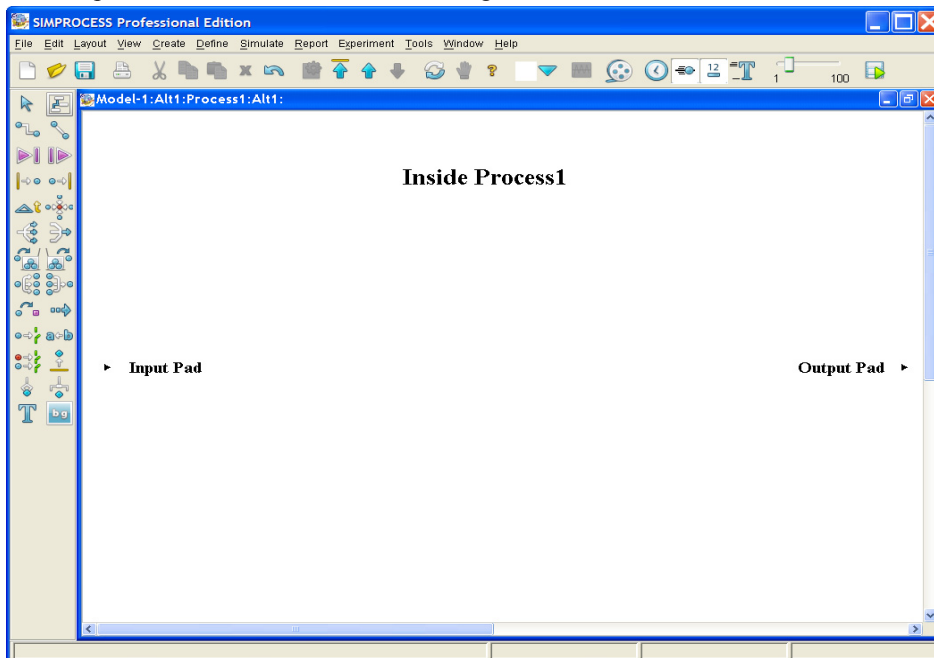 SIMPROCESS Professional Edition
File Edit Layout View Create Define Simulate Report Experiment Tools Window Help
12 T 1 100
Model-1:Alt1:Process1:Alt1:
Inside Process1
a b
Input Pad Output Pad
T bg